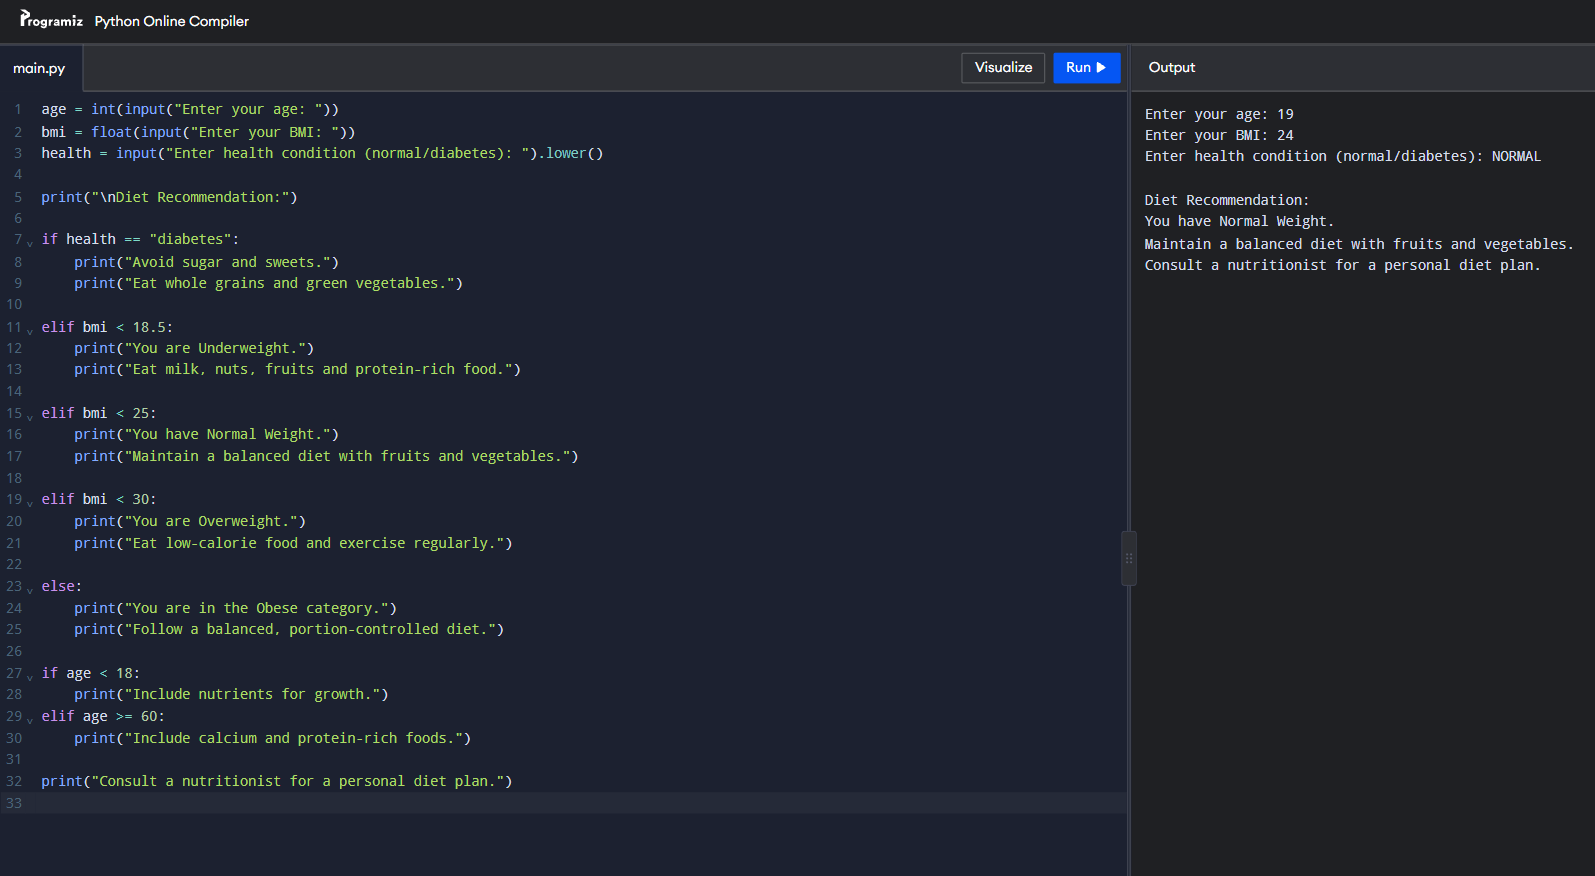 Programiz Python Online Compiler
main.py Visualize Run Output
1 age = int(input("Enter your age: "))
2 bmi = float(input("Enter your BMI: "))
3 health = input("Enter health condition (normal/diabetes): ").lower()
4
5 print("\nDiet Recommendation:")
6
7 if health == "diabetes":
8     print("Avoid sugar and sweets.")
9     print("Eat whole grains and green vegetables.")
10
11 elif bmi < 18.5:
12     print("You are Underweight.")
13     print("Eat milk, nuts, fruits and protein-rich food.")
14
15 elif bmi < 25:
16     print("You have Normal Weight.")
17     print("Maintain a balanced diet with fruits and vegetables.")
18
19 elif bmi < 30:
20     print("You are Overweight.")
21     print("Eat low-calorie food and exercise regularly.")
22
23 else:
24     print("You are in the Obese category.")
25     print("Follow a balanced, portion-controlled diet.")
26
27 if age < 18:
28     print("Include nutrients for growth.")
29 elif age >= 60:
30     print("Include calcium and protein-rich foods.")
31
32 print("Consult a nutritionist for a personal diet plan.")
33
Enter your age: 19
Enter your BMI: 24
Enter health condition (normal/diabetes): NORMAL

Diet Recommendation:
You have Normal Weight.
Maintain a balanced diet with fruits and vegetables.
Consult a nutritionist for a personal diet plan.